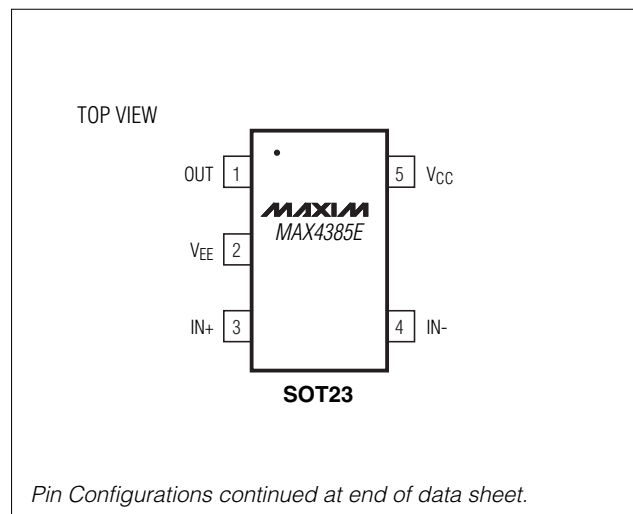 TOP VIEW
OUT 1 5 VCC
MAXIM
MAX4385E
VEE 2
IN+ 3 4 IN-
SOT23
Pin Configurations continued at end of data sheet.